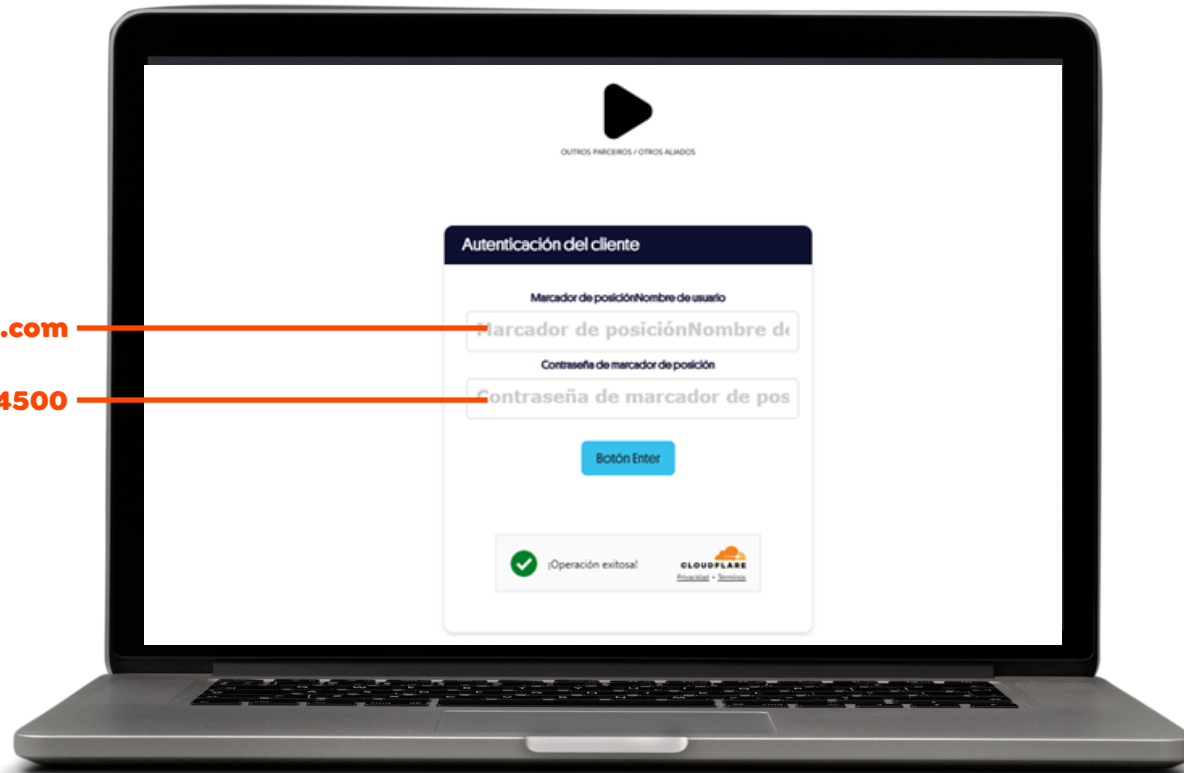 OUTROS PARCEIROS / OTROS ALIADOS
Autenticación del cliente
Marcador de posiciónNombre de usuario
.com
Marcador de posiciónNombre de
Contraseña de marcador de posición
4500
Contraseña de marcador de pos
Botón Enter
¡Operación exitosa!
CLOUDFLARE
Privacidad • Términos